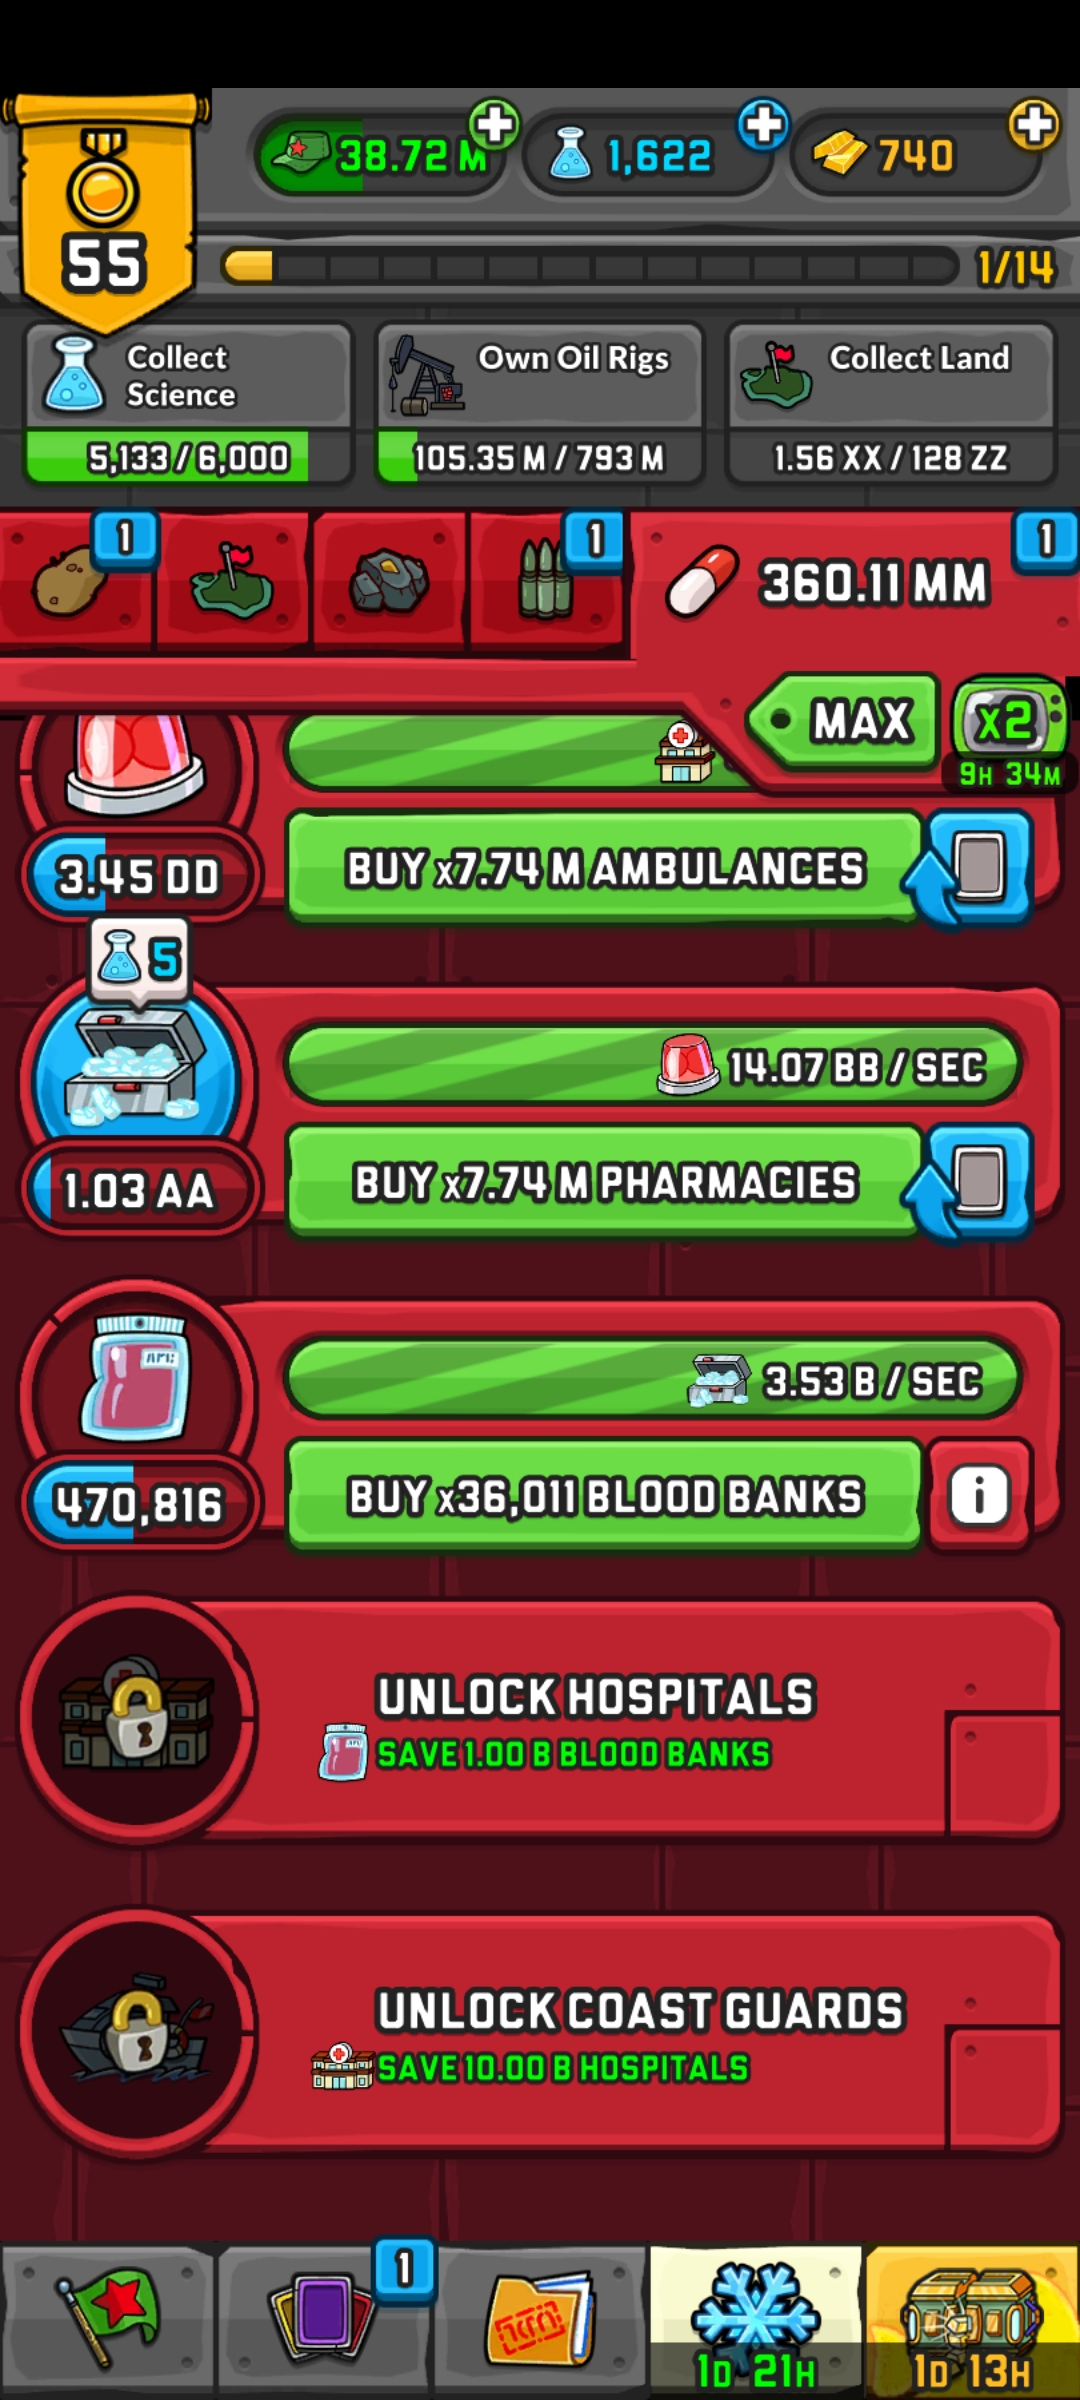 38.72 M
1,622
740
55
1/14
Collect
Science
5,133 / 6,000
Own Oil Rigs
105.35 M / 793 M
Collect Land
1.56 XX / 128 ZZ
1
1
1
360.11 MM
MAX
x2
9H 34M
3.45 DD
BUY x7.74 M AMBULANCES
5
14.07 BB / SEC
1.03 AA
BUY x7.74 M PHARMACIES
3.53 B / SEC
470,816
BUY x36,011 BLOOD BANKS
i
UNLOCK HOSPITALS
SAVE 1.00 B BLOOD BANKS
UNLOCK COAST GUARDS
SAVE 10.00 B HOSPITALS
1
1D 21H
1D 13H